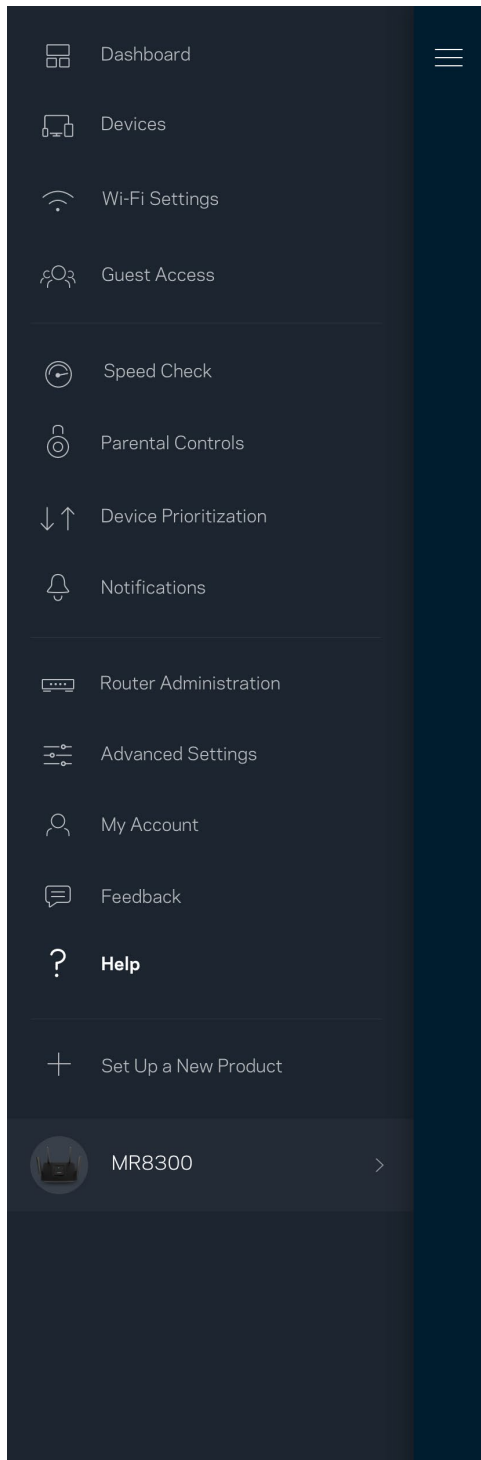 Dashboard
Devices
Wi-Fi Settings
Guest Access
Speed Check
Parental Controls
Device Prioritization
Notifications
Router Administration
Advanced Settings
My Account
Feedback
Help
Set Up a New Product
MR8300